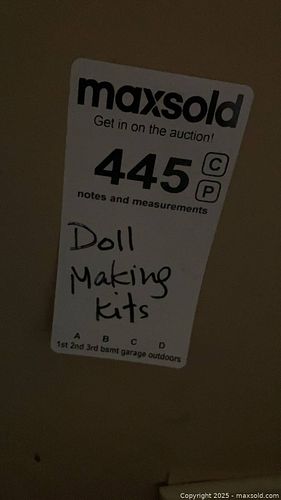 maxsold
Get in on the auction!
445
C
P
notes and measurements
Doll
Making
Kits
A B C D
1st 2nd 3rd bsmt garage outdoors
Copyright 2025 - maxsold.com